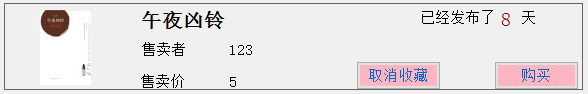 午夜凶铃 已经发布了 8 天
售卖者 123
售卖价 5 取消收藏 购买